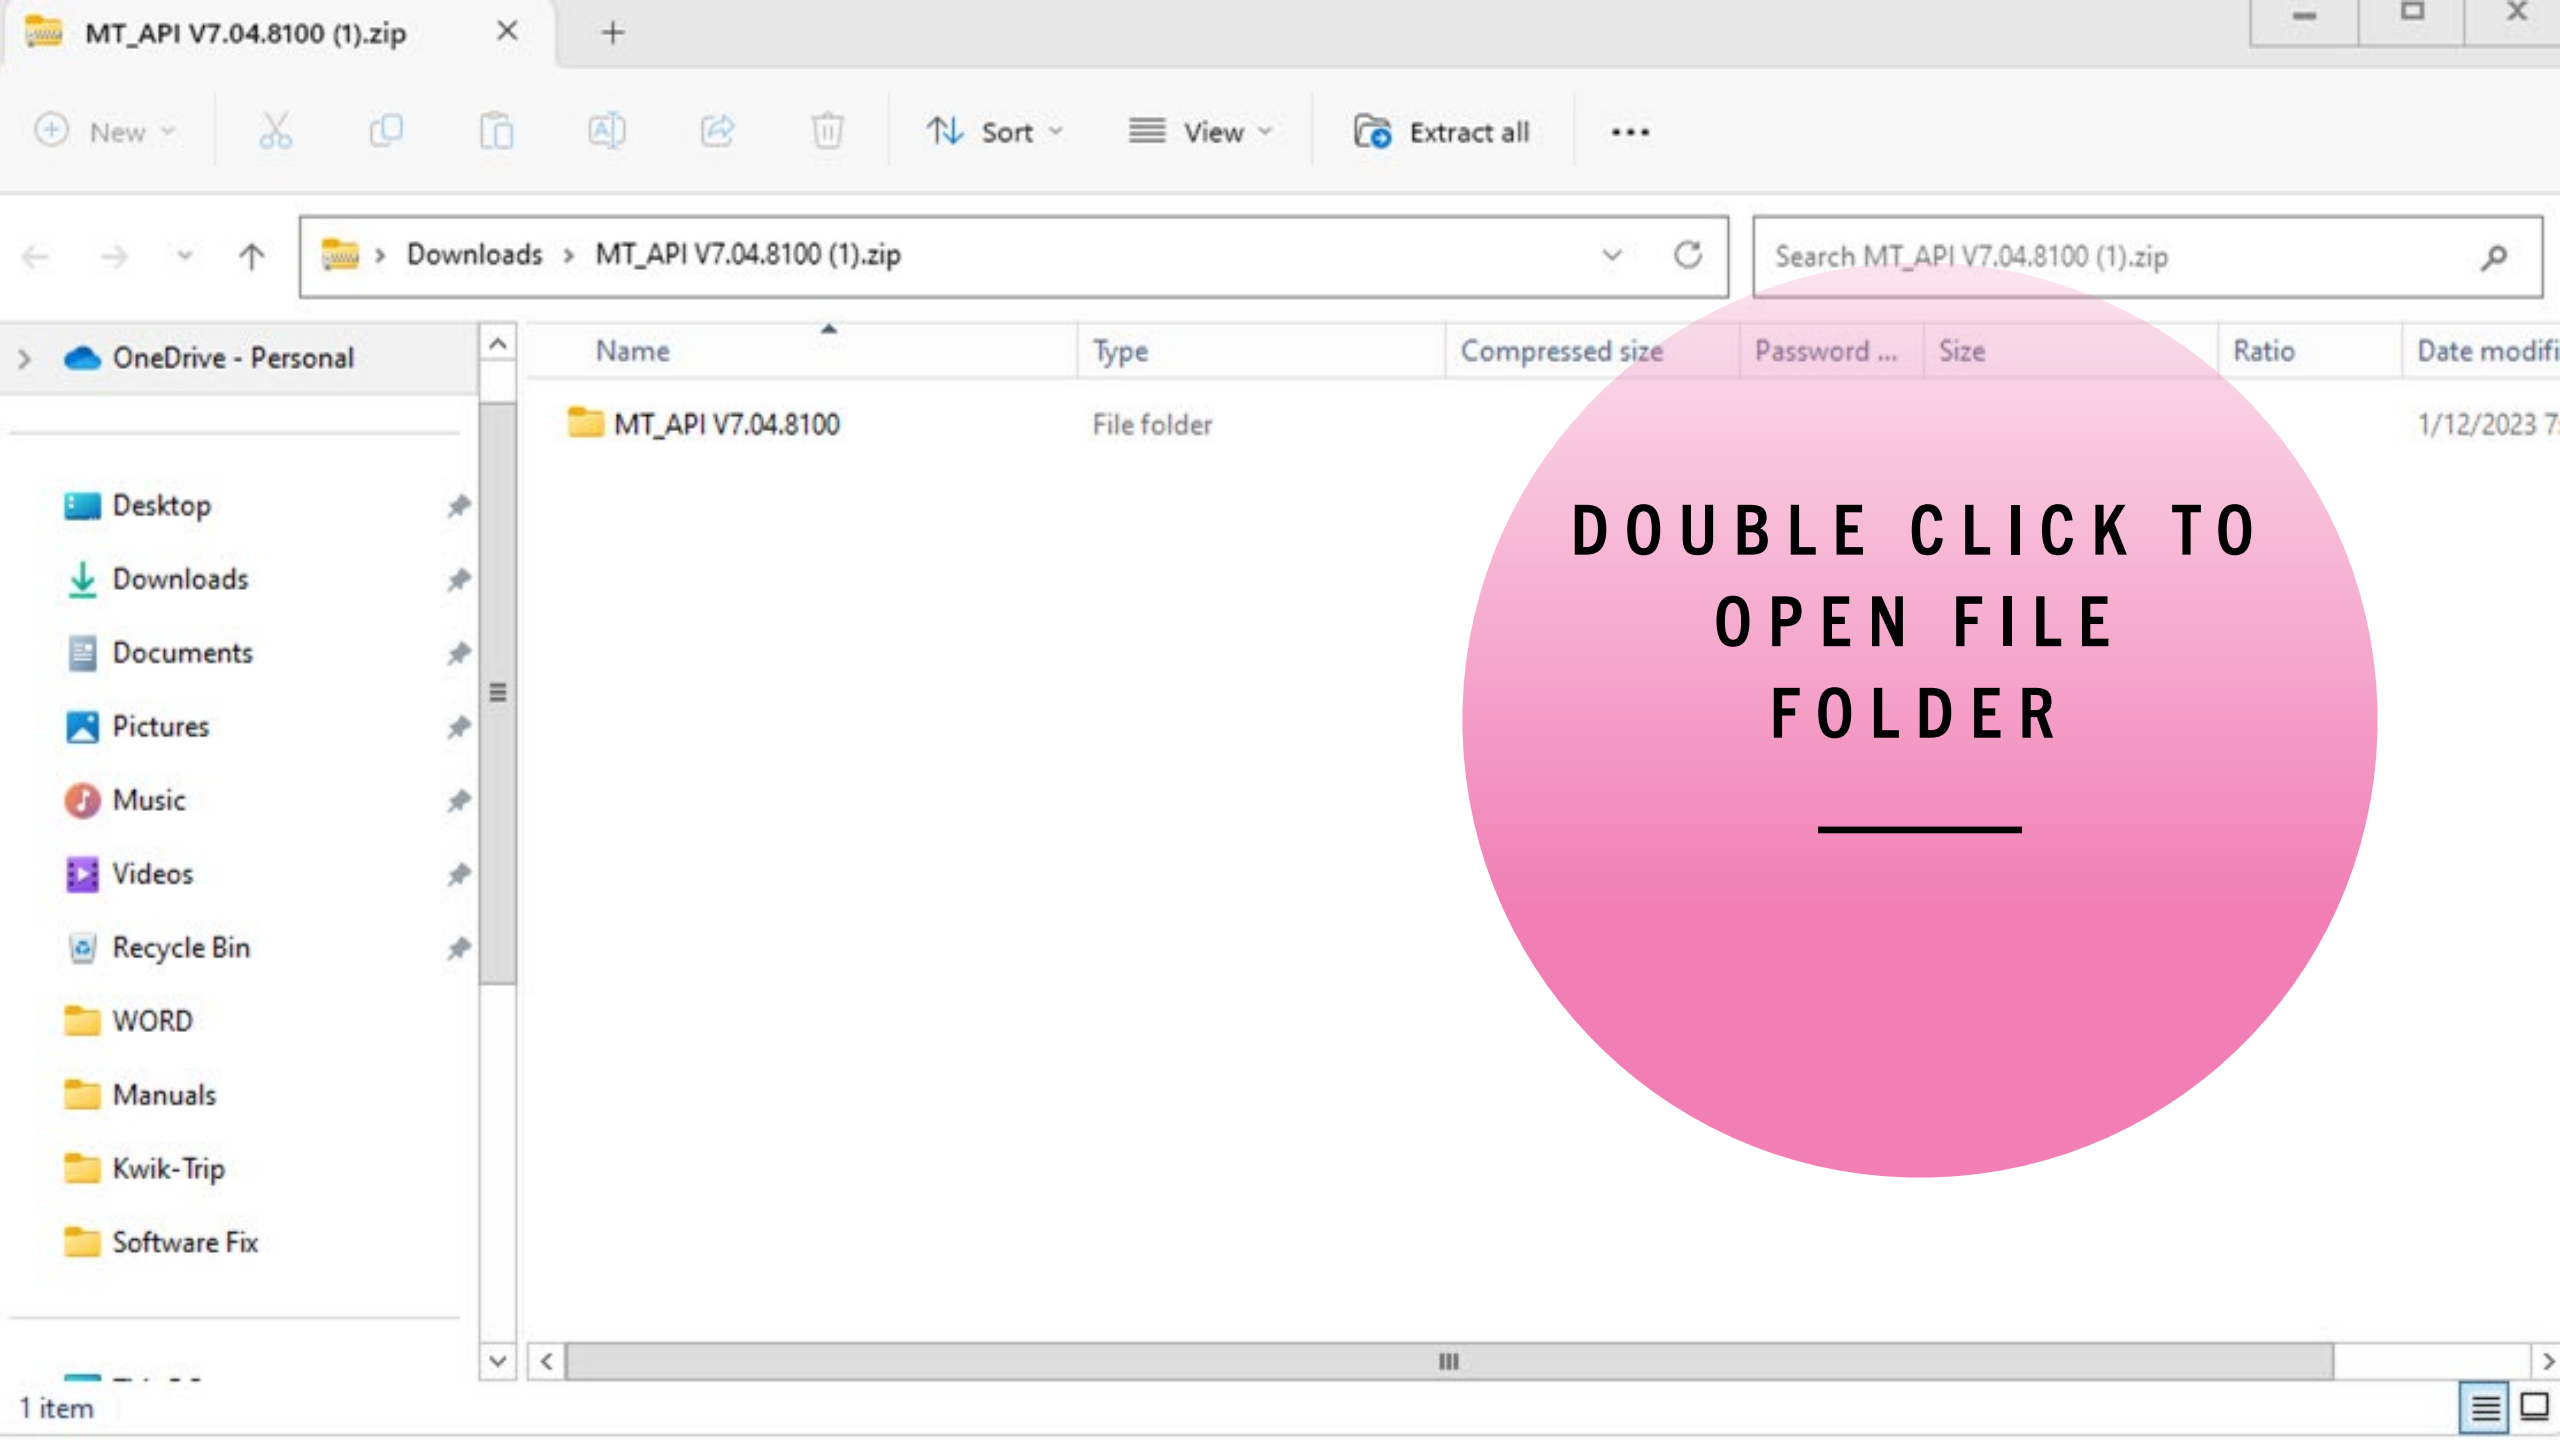 MT_API V7.04.8100 (1).zip
New Sort View Extract all
Downloads MT_API V7.04.8100 (1).zip Search MT_API V7.04.8100 (1).zip
OneDrive - Personal
Name Type Compressed size Password ... Size Ratio Date modifi
MT_API V7.04.8100 File folder 1/12/2023 7:
Desktop
Downloads
Documents
Pictures
Music
Videos
Recycle Bin
WORD
Manuals
Kwik-Trip
Software Fix
DOUBLE CLICK TO
OPEN FILE
FOLDER
1 item